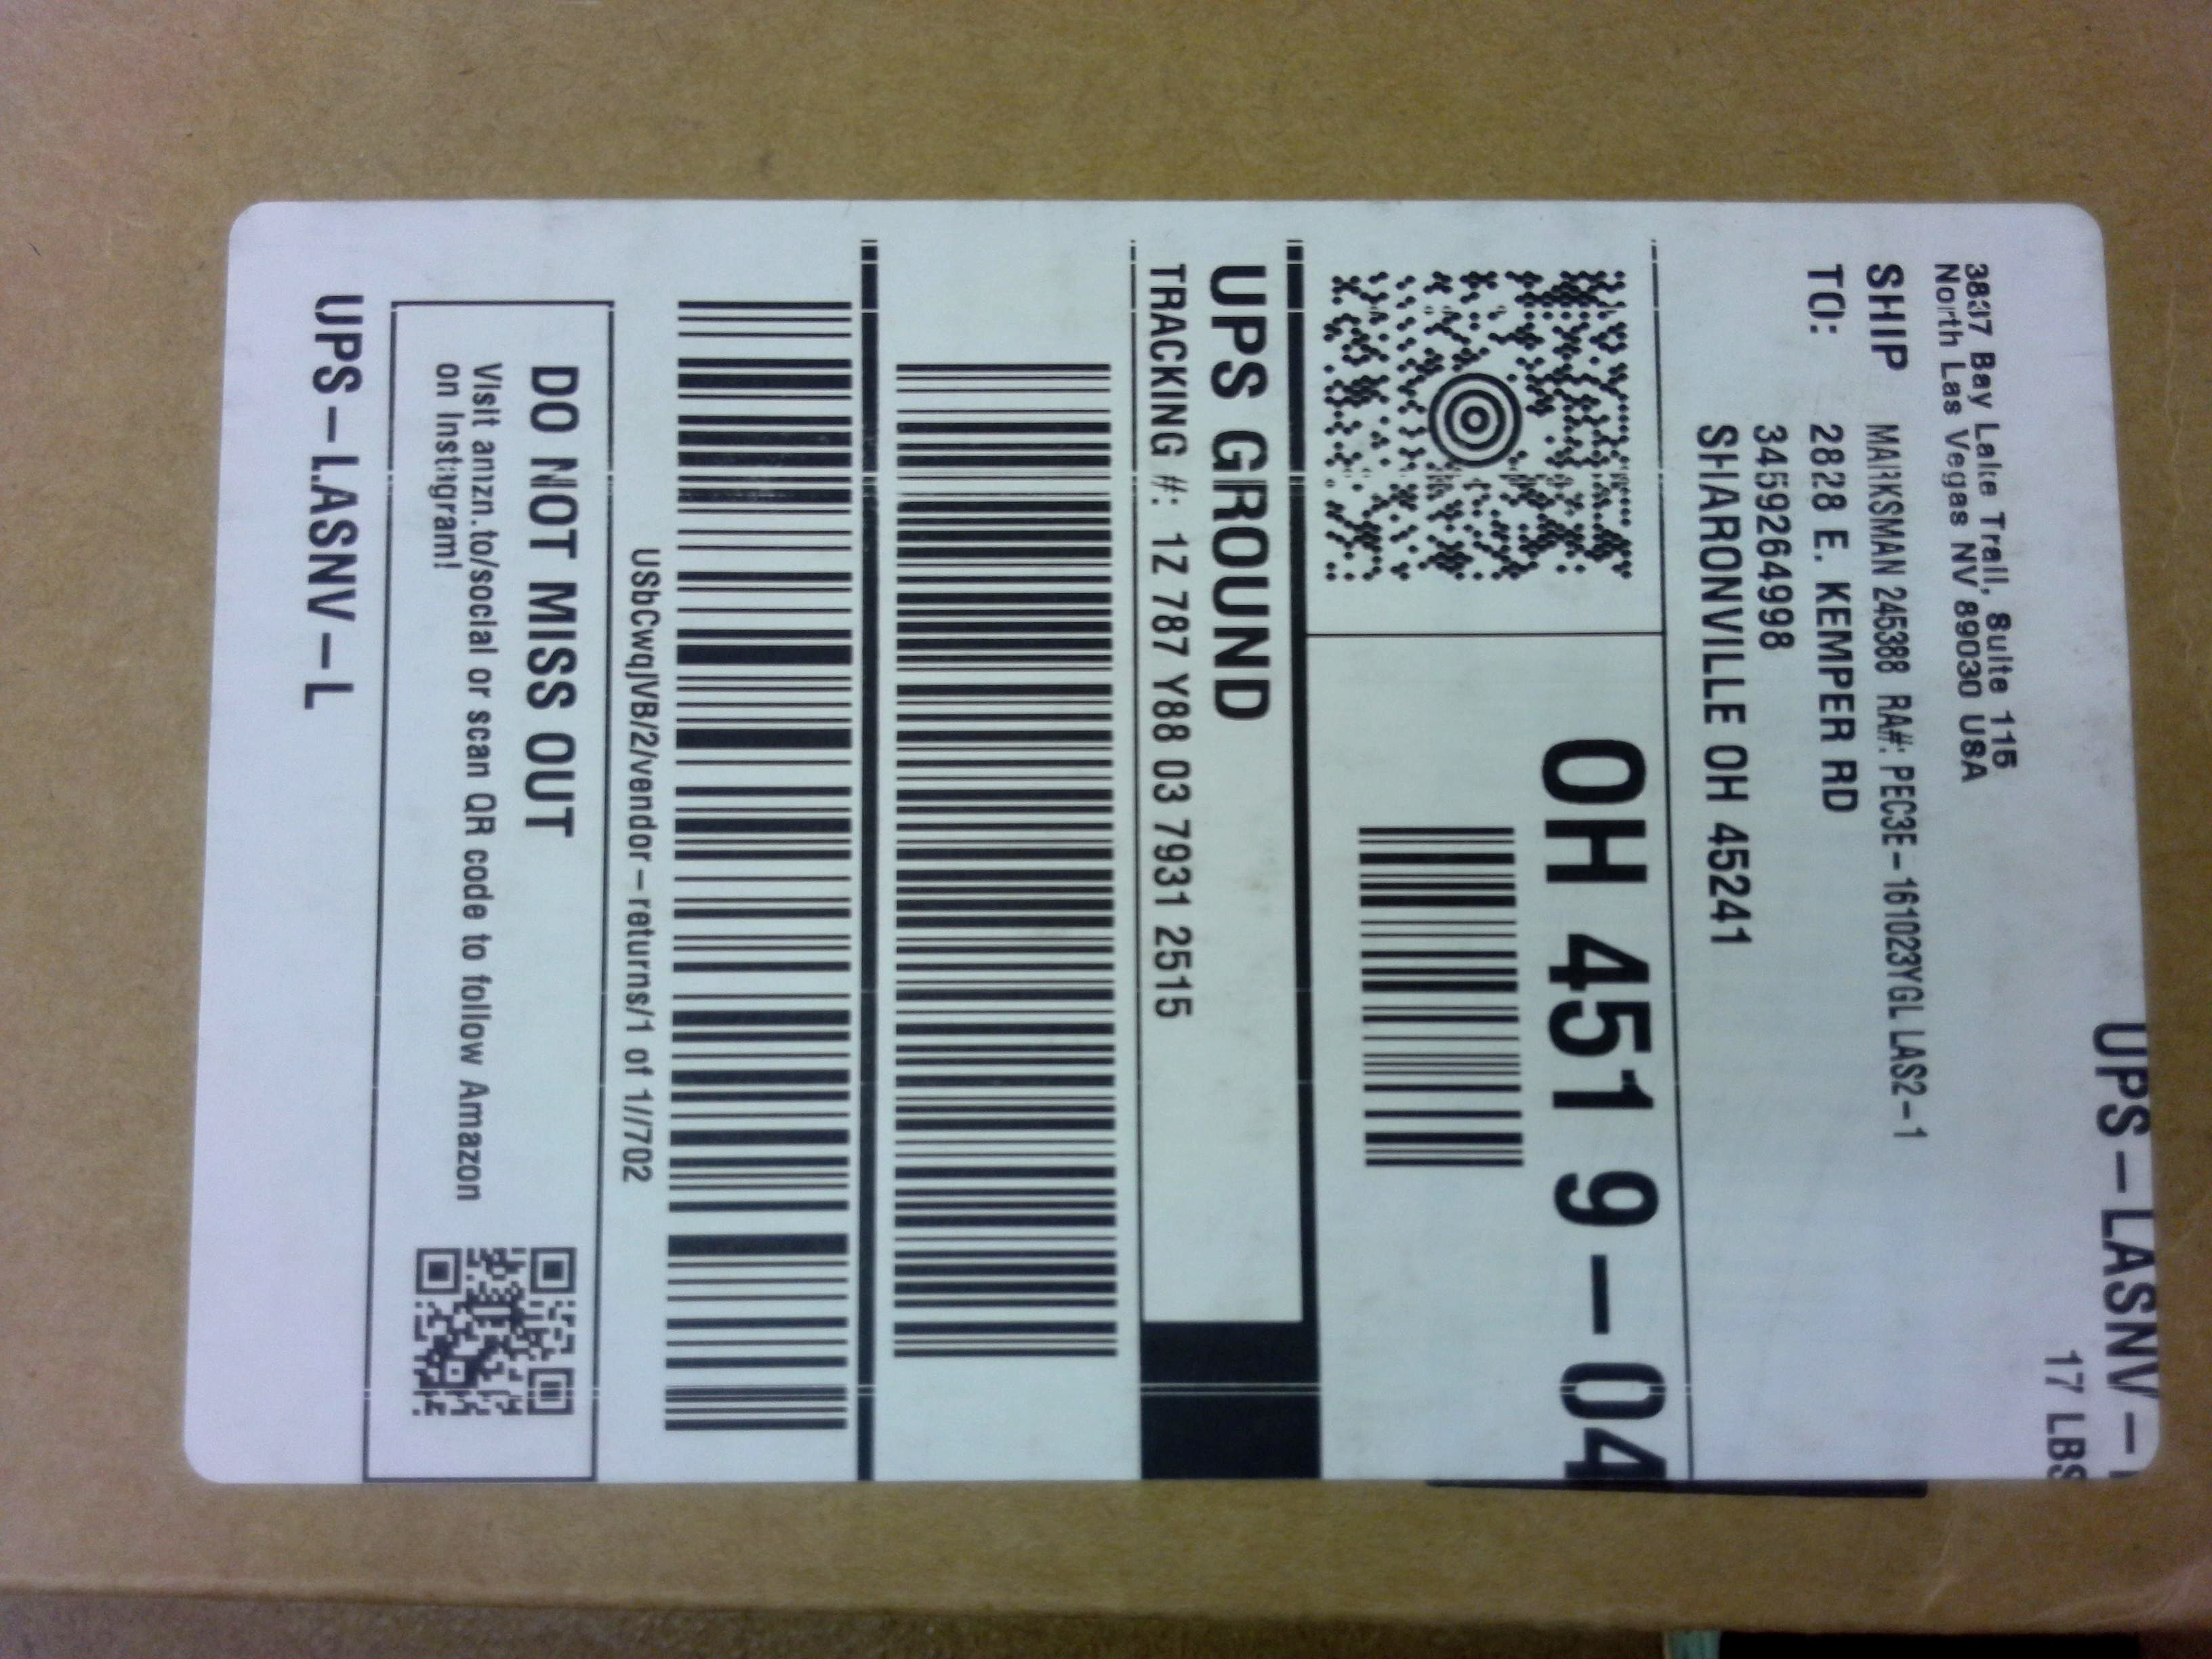 UPS-LASNV-
17 LBS
3837 Bay Lake Trail, Suite 115
North Las Vegas NV 89030 USA
SHIP
TO:
MARKSMAN 245388 RA#: PEC3E-161023YGL LAS2-1
2828 E. KEMPER RD
3459264998
SHARONVILLE OH 45241
OH 451 9-04
UPS GROUND
TRACKING #: 1Z 787 Y88 03 7931 2515
USbCwqjVB/2/vendor-returns/1 of 1//702
DO NOT MISS OUT
Visit amzn.to/social or scan QR code to follow Amazon
on Instagram!
UPS-LASNV-L